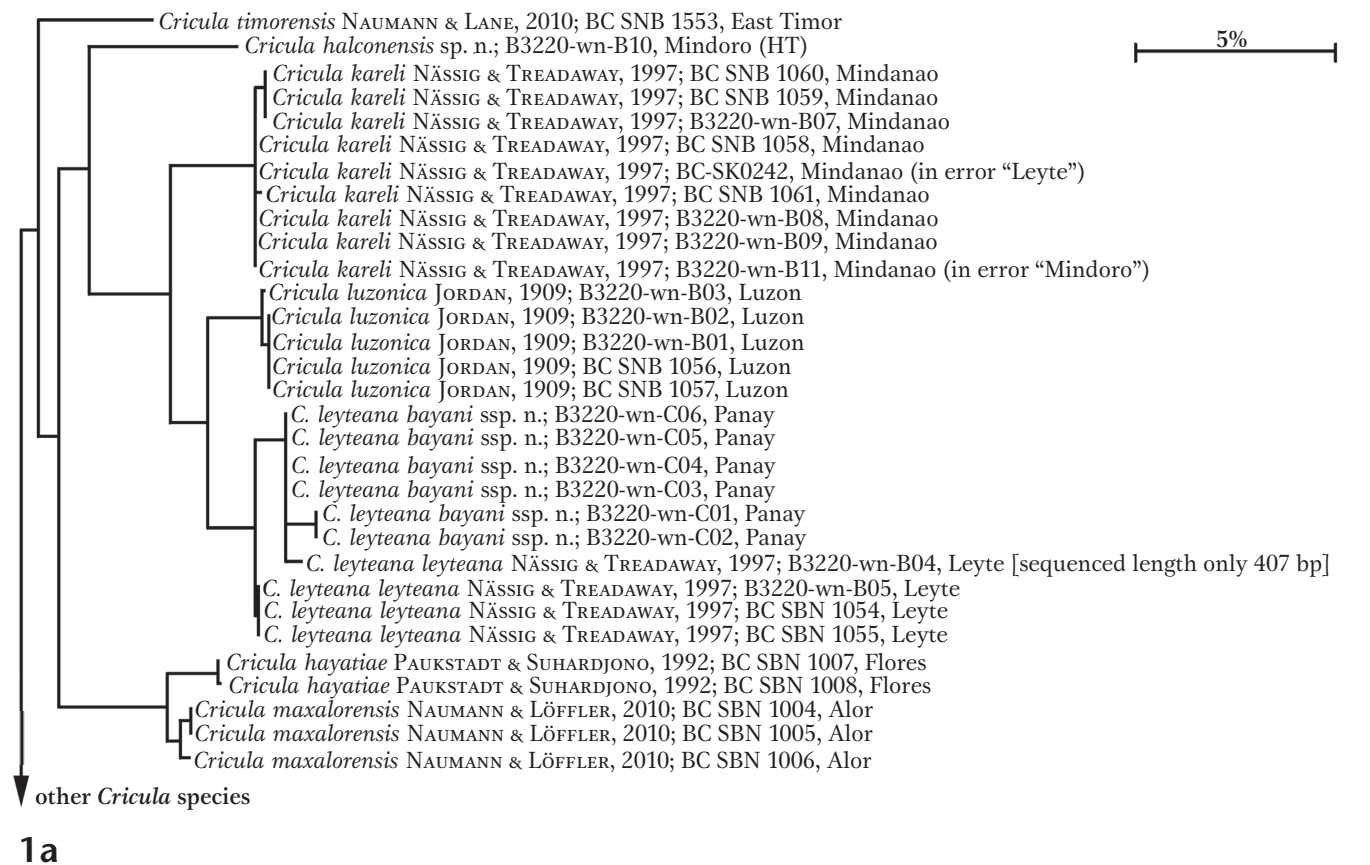 Cricula timorensis Naumann & Lane, 2010; BC SNB 1553, East Timor
Cricula halconensis sp. n.; B3220-wn-B10, Mindoro (HT)
5%
Cricula kareli Nässig & Treadaway, 1997; BC SNB 1060, Mindanao
Cricula kareli Nässig & Treadaway, 1997; BC SNB 1059, Mindanao
Cricula kareli Nässig & Treadaway, 1997; B3220-wn-B07, Mindanao
Cricula kareli Nässig & Treadaway, 1997; BC SNB 1058, Mindanao
Cricula kareli Nässig & Treadaway, 1997; BC-SK0242, Mindanao (in error “Leyte”)
Cricula kareli Nässig & Treadaway, 1997; BC SNB 1061, Mindanao
Cricula kareli Nässig & Treadaway, 1997; B3220-wn-B08, Mindanao
Cricula kareli Nässig & Treadaway, 1997; B3220-wn-B09, Mindanao
Cricula kareli Nässig & Treadaway, 1997; B3220-wn-B11, Mindanao (in error “Mindoro”)
Cricula luzonica Jordan, 1909; B3220-wn-B03, Luzon
Cricula luzonica Jordan, 1909; B3220-wn-B02, Luzon
Cricula luzonica Jordan, 1909; B3220-wn-B01, Luzon
Cricula luzonica Jordan, 1909; BC SNB 1056, Luzon
Cricula luzonica Jordan, 1909; BC SNB 1057, Luzon
C. leyteana bayani ssp. n.; B3220-wn-C06, Panay
C. leyteana bayani ssp. n.; B3220-wn-C05, Panay
C. leyteana bayani ssp. n.; B3220-wn-C04, Panay
C. leyteana bayani ssp. n.; B3220-wn-C03, Panay
C. leyteana bayani ssp. n.; B3220-wn-C01, Panay
C. leyteana bayani ssp. n.; B3220-wn-C02, Panay
C. leyteana leyteana Nässig & Treadaway, 1997; B3220-wn-B04, Leyte [sequenced length only 407 bp]
C. leyteana leyteana Nässig & Treadaway, 1997; B3220-wn-B05, Leyte
C. leyteana leyteana Nässig & Treadaway, 1997; BC SBN 1054, Leyte
C. leyteana leyteana Nässig & Treadaway, 1997; BC SBN 1055, Leyte
Cricula hayatiae Paukstadt & Suhardjono, 1992; BC SBN 1007, Flores
Cricula hayatiae Paukstadt & Suhardjono, 1992; BC SBN 1008, Flores
Cricula maxalorensis Naumann & Löffler, 2010; BC SBN 1004, Alor
Cricula maxalorensis Naumann & Löffler, 2010; BC SBN 1005, Alor
Cricula maxalorensis Naumann & Löffler, 2010; BC SBN 1006, Alor
other Cricula species
1a